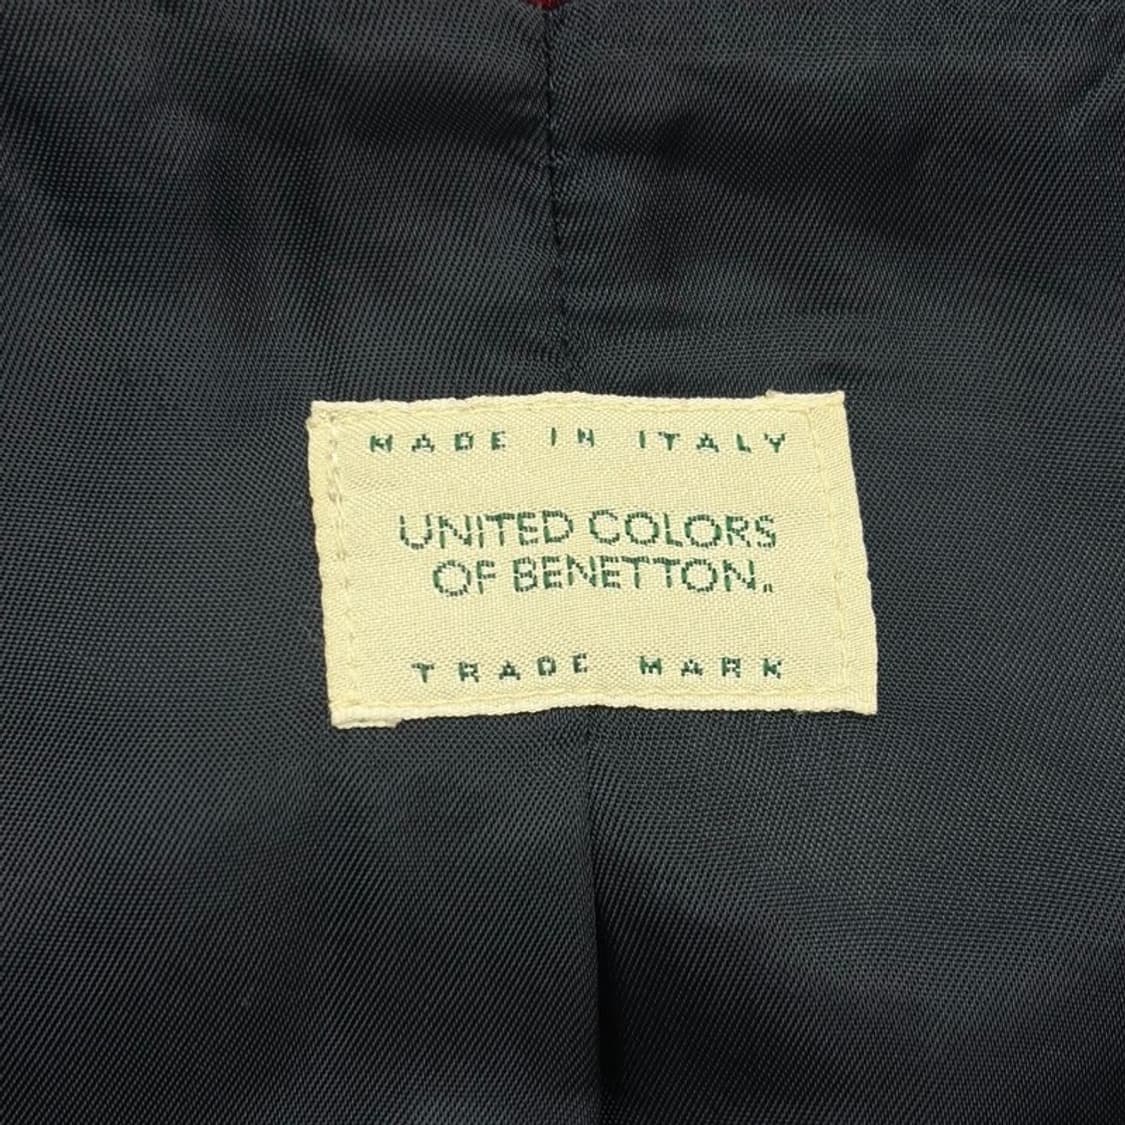 MADE IN ITALY
UNITED COLORS
OF BENETTON.
TRADE MARK